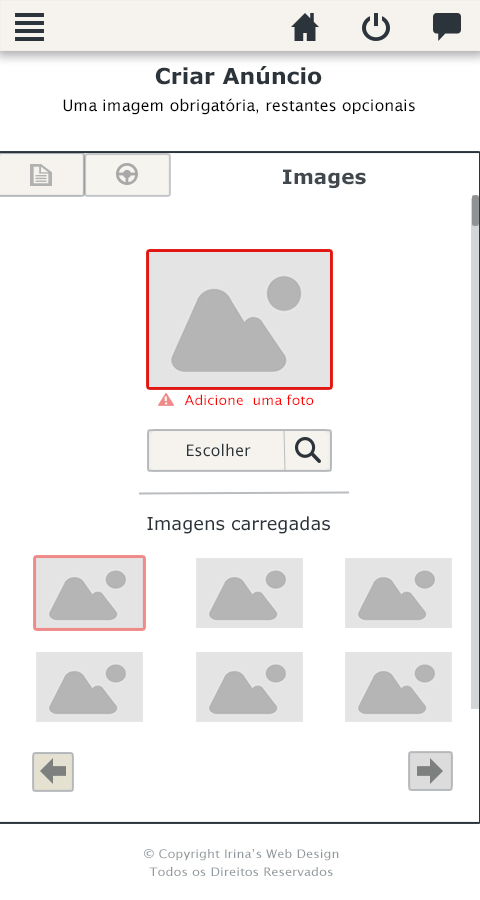 Criar Anúncio
Uma imagem obrigatória, restantes opcionais
Images
Adicione uma foto
Escolher
Imagens carregadas
© Copyright Irina's Web Design
Todos os Direitos Reservados